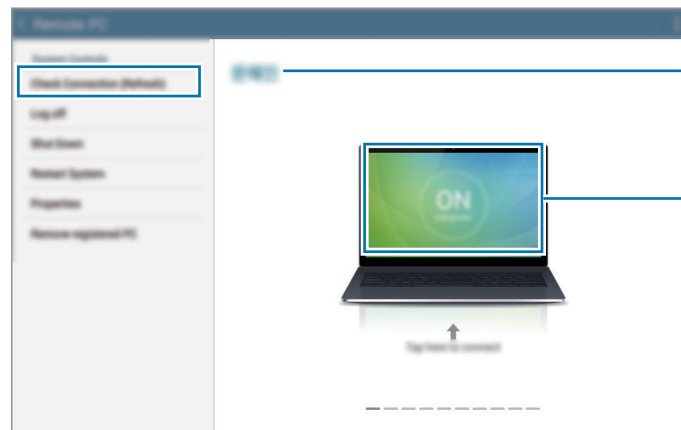 Remote PC
System Controls
Check Connection (Refresh)
Log off
Shut Down
Restart System
Properties
Remove registered PC
ON
Tap here to connect